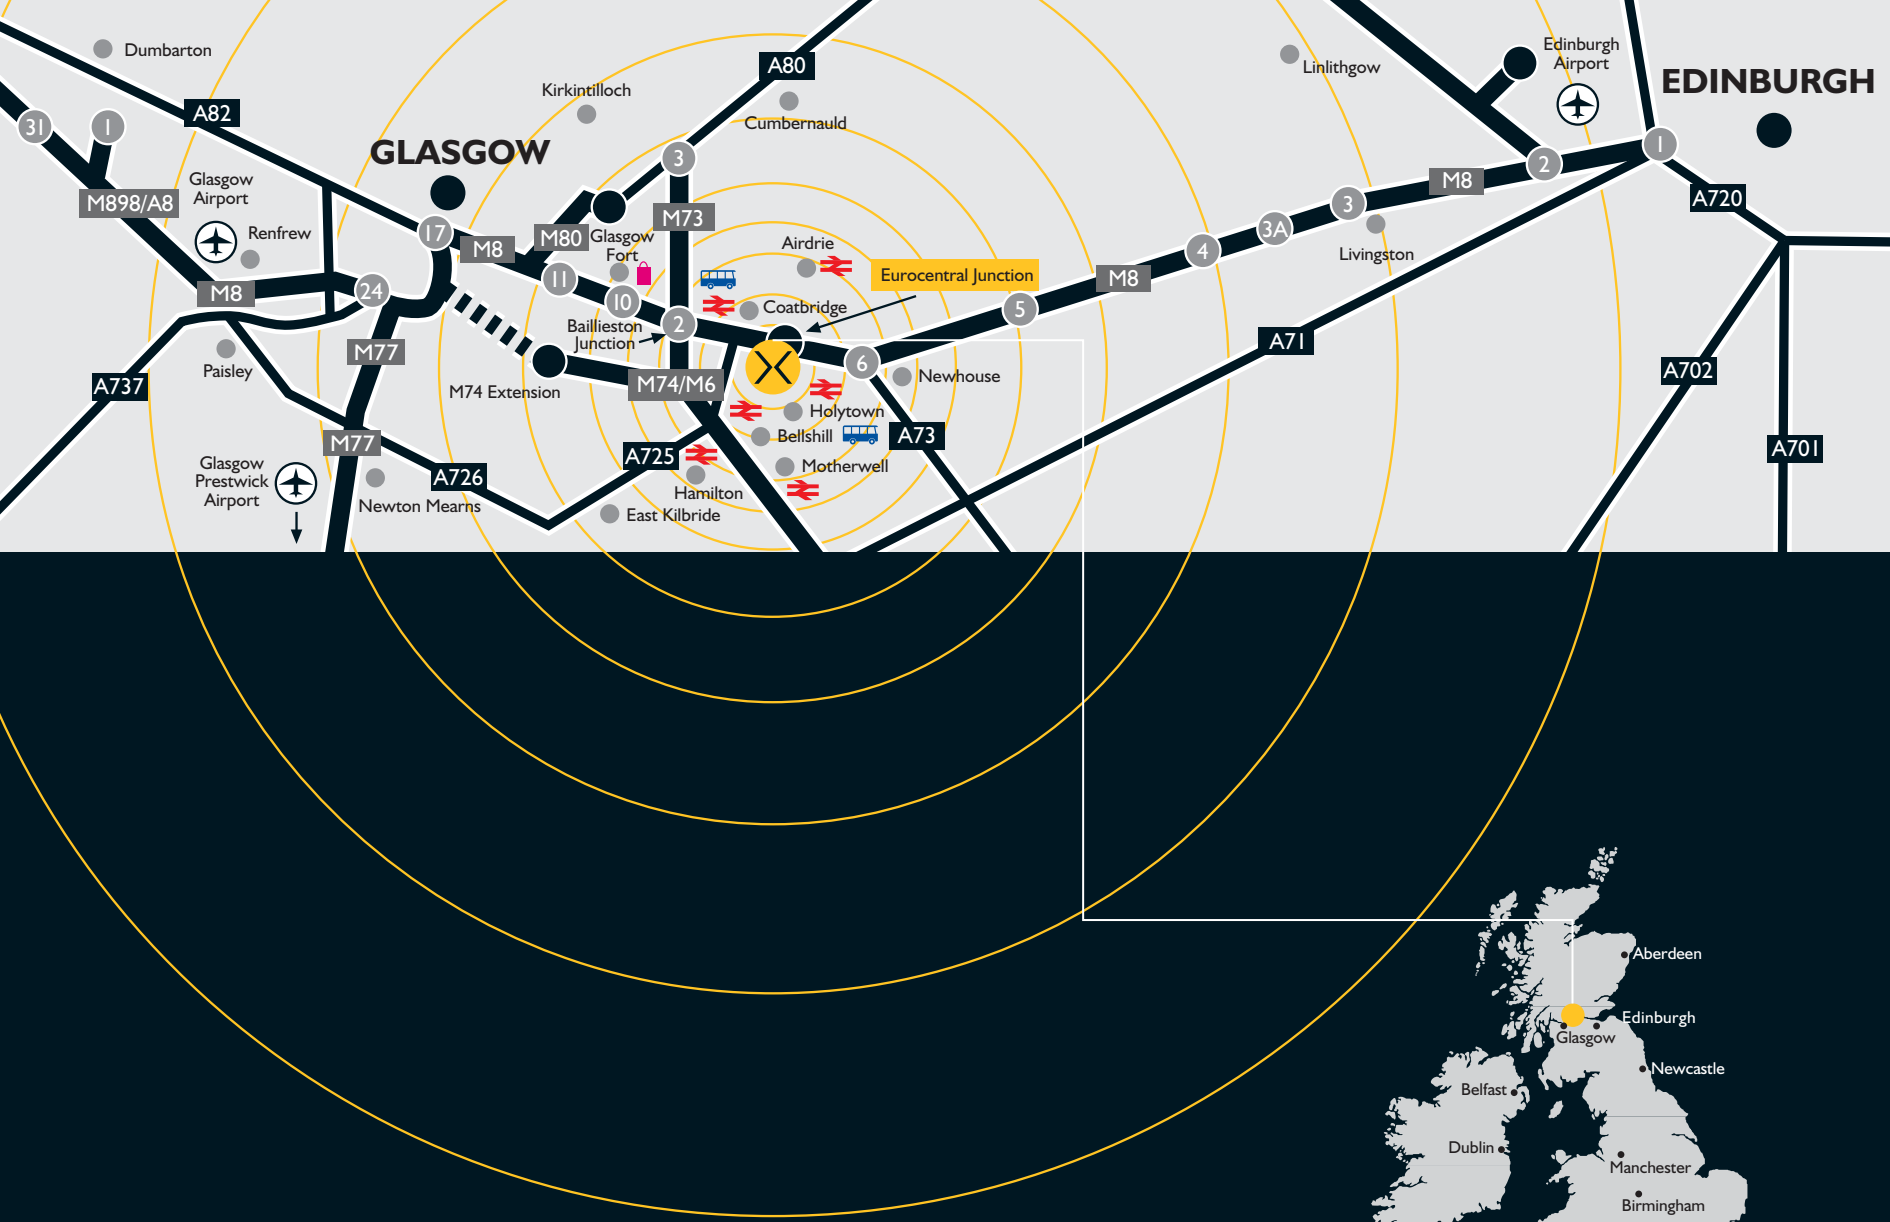 Dumbarton
A82
31
1
M898/A8
Glasgow
Airport
Renfrew
M8
Paisley
A737
GLASGOW
17
24
M77
M77
A726
Newton Mearns
Glasgow
Prestwick
Airport
Kirkintilloch
A80
Cumbernauld
3
M73
M80
Glasgow
Fort
M8
11
10
Baillieston
Junction
2
M74 Extension
M74/M6
Airdrie
Coatbridge
Eurocentral Junction
6
Newhouse
Holytown
Bellshill
Motherwell
A725
Hamilton
East Kilbride
A73
5
M8
4
3A
3
Livingston
M8
2
1
Linlithgow
Edinburgh
Airport
EDINBURGH
A720
A71
A702
A701
Aberdeen
Edinburgh
Glasgow
Newcastle
Belfast
Dublin
Manchester
Birmingham